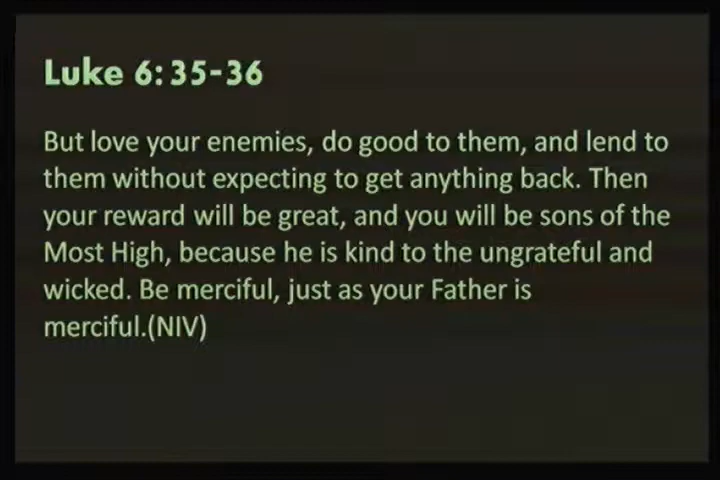 Luke 6:35-36
But love your enemies, do good to them, and lend to
them without expecting to get anything back. Then
your reward will be great, and you will be sons of the
Most High, because he is kind to the ungrateful and
wicked. Be merciful, just as your Father is
merciful.(NIV)